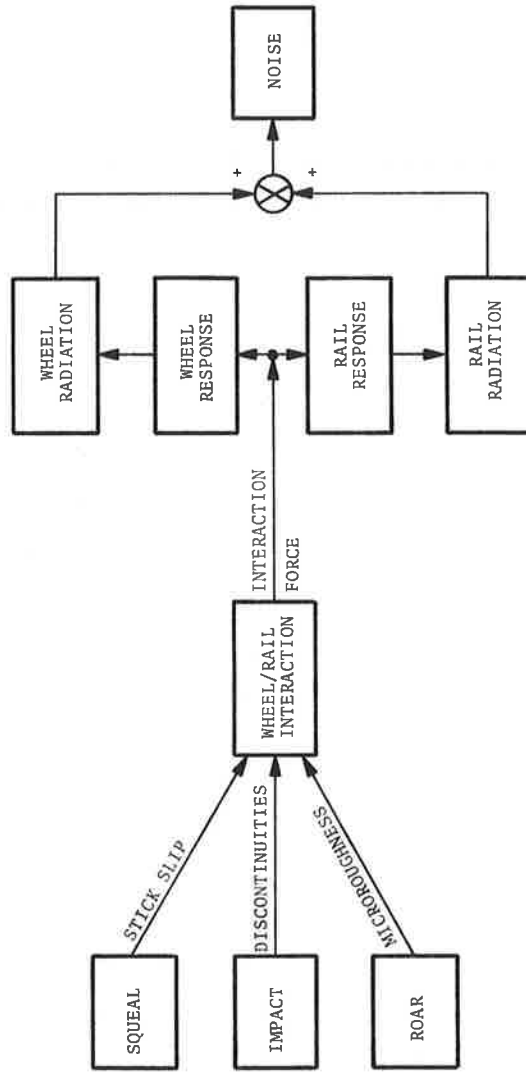 SQUEAL
STICK SLIP
IMPACT
DISCONTINUITIES
ROAR
MICROROUGHNESS
WHEEL/RAIL
INTERACTION
INTERACTION
FORCE
WHEEL
RADIATION
WHEEL
RESPONSE
RAIL
RESPONSE
RAIL
RADIATION
+
+
NOISE